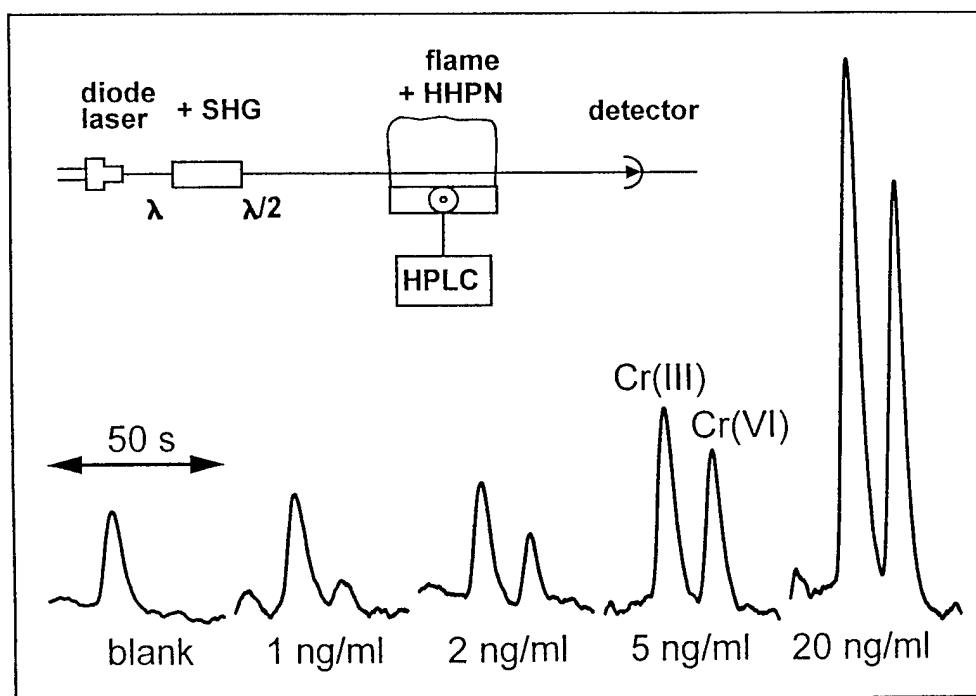 diode
laser
+ SHG
flame
+ HHPN
detector
λ
λ/2
HPLC
50 s
Cr(III)
Cr(VI)
blank
1 ng/ml
2 ng/ml
5 ng/ml
20 ng/ml